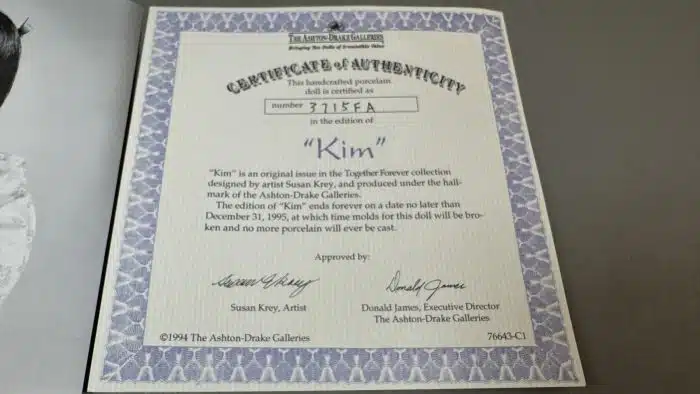 THE ASHTON-DRAKE GALLERIES
Bringing You Dolls of Irresistible Value
CERTIFICATE of AUTHENTICITY
This handcrafted porcelain
doll is certified as
number 3715FA
in the edition of
"Kim"
"Kim" is an original issue in the Together Forever collection
designed by artist Susan Krey, and produced under the hall-
mark of the Ashton-Drake Galleries.
The edition of "Kim" ends forever on a date no later than
December 31, 1995, at which time molds for this doll will be bro-
ken and no more porcelain will ever be cast.
Approved by:
Susan Krey Donald James
Susan Krey, Artist Donald James, Executive Director
The Ashton-Drake Galleries
©1994 The Ashton-Drake Galleries 76643-C1